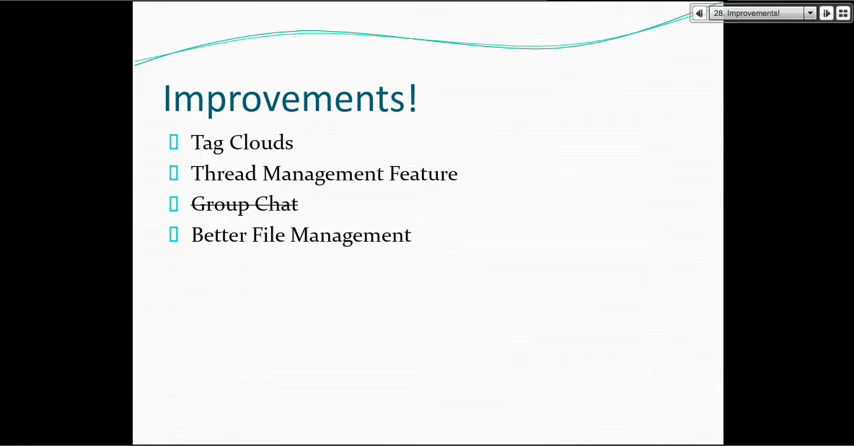 28. Improvements!
Improvements!
Tag Clouds
Thread Management Feature
Group Chat
Better File Management